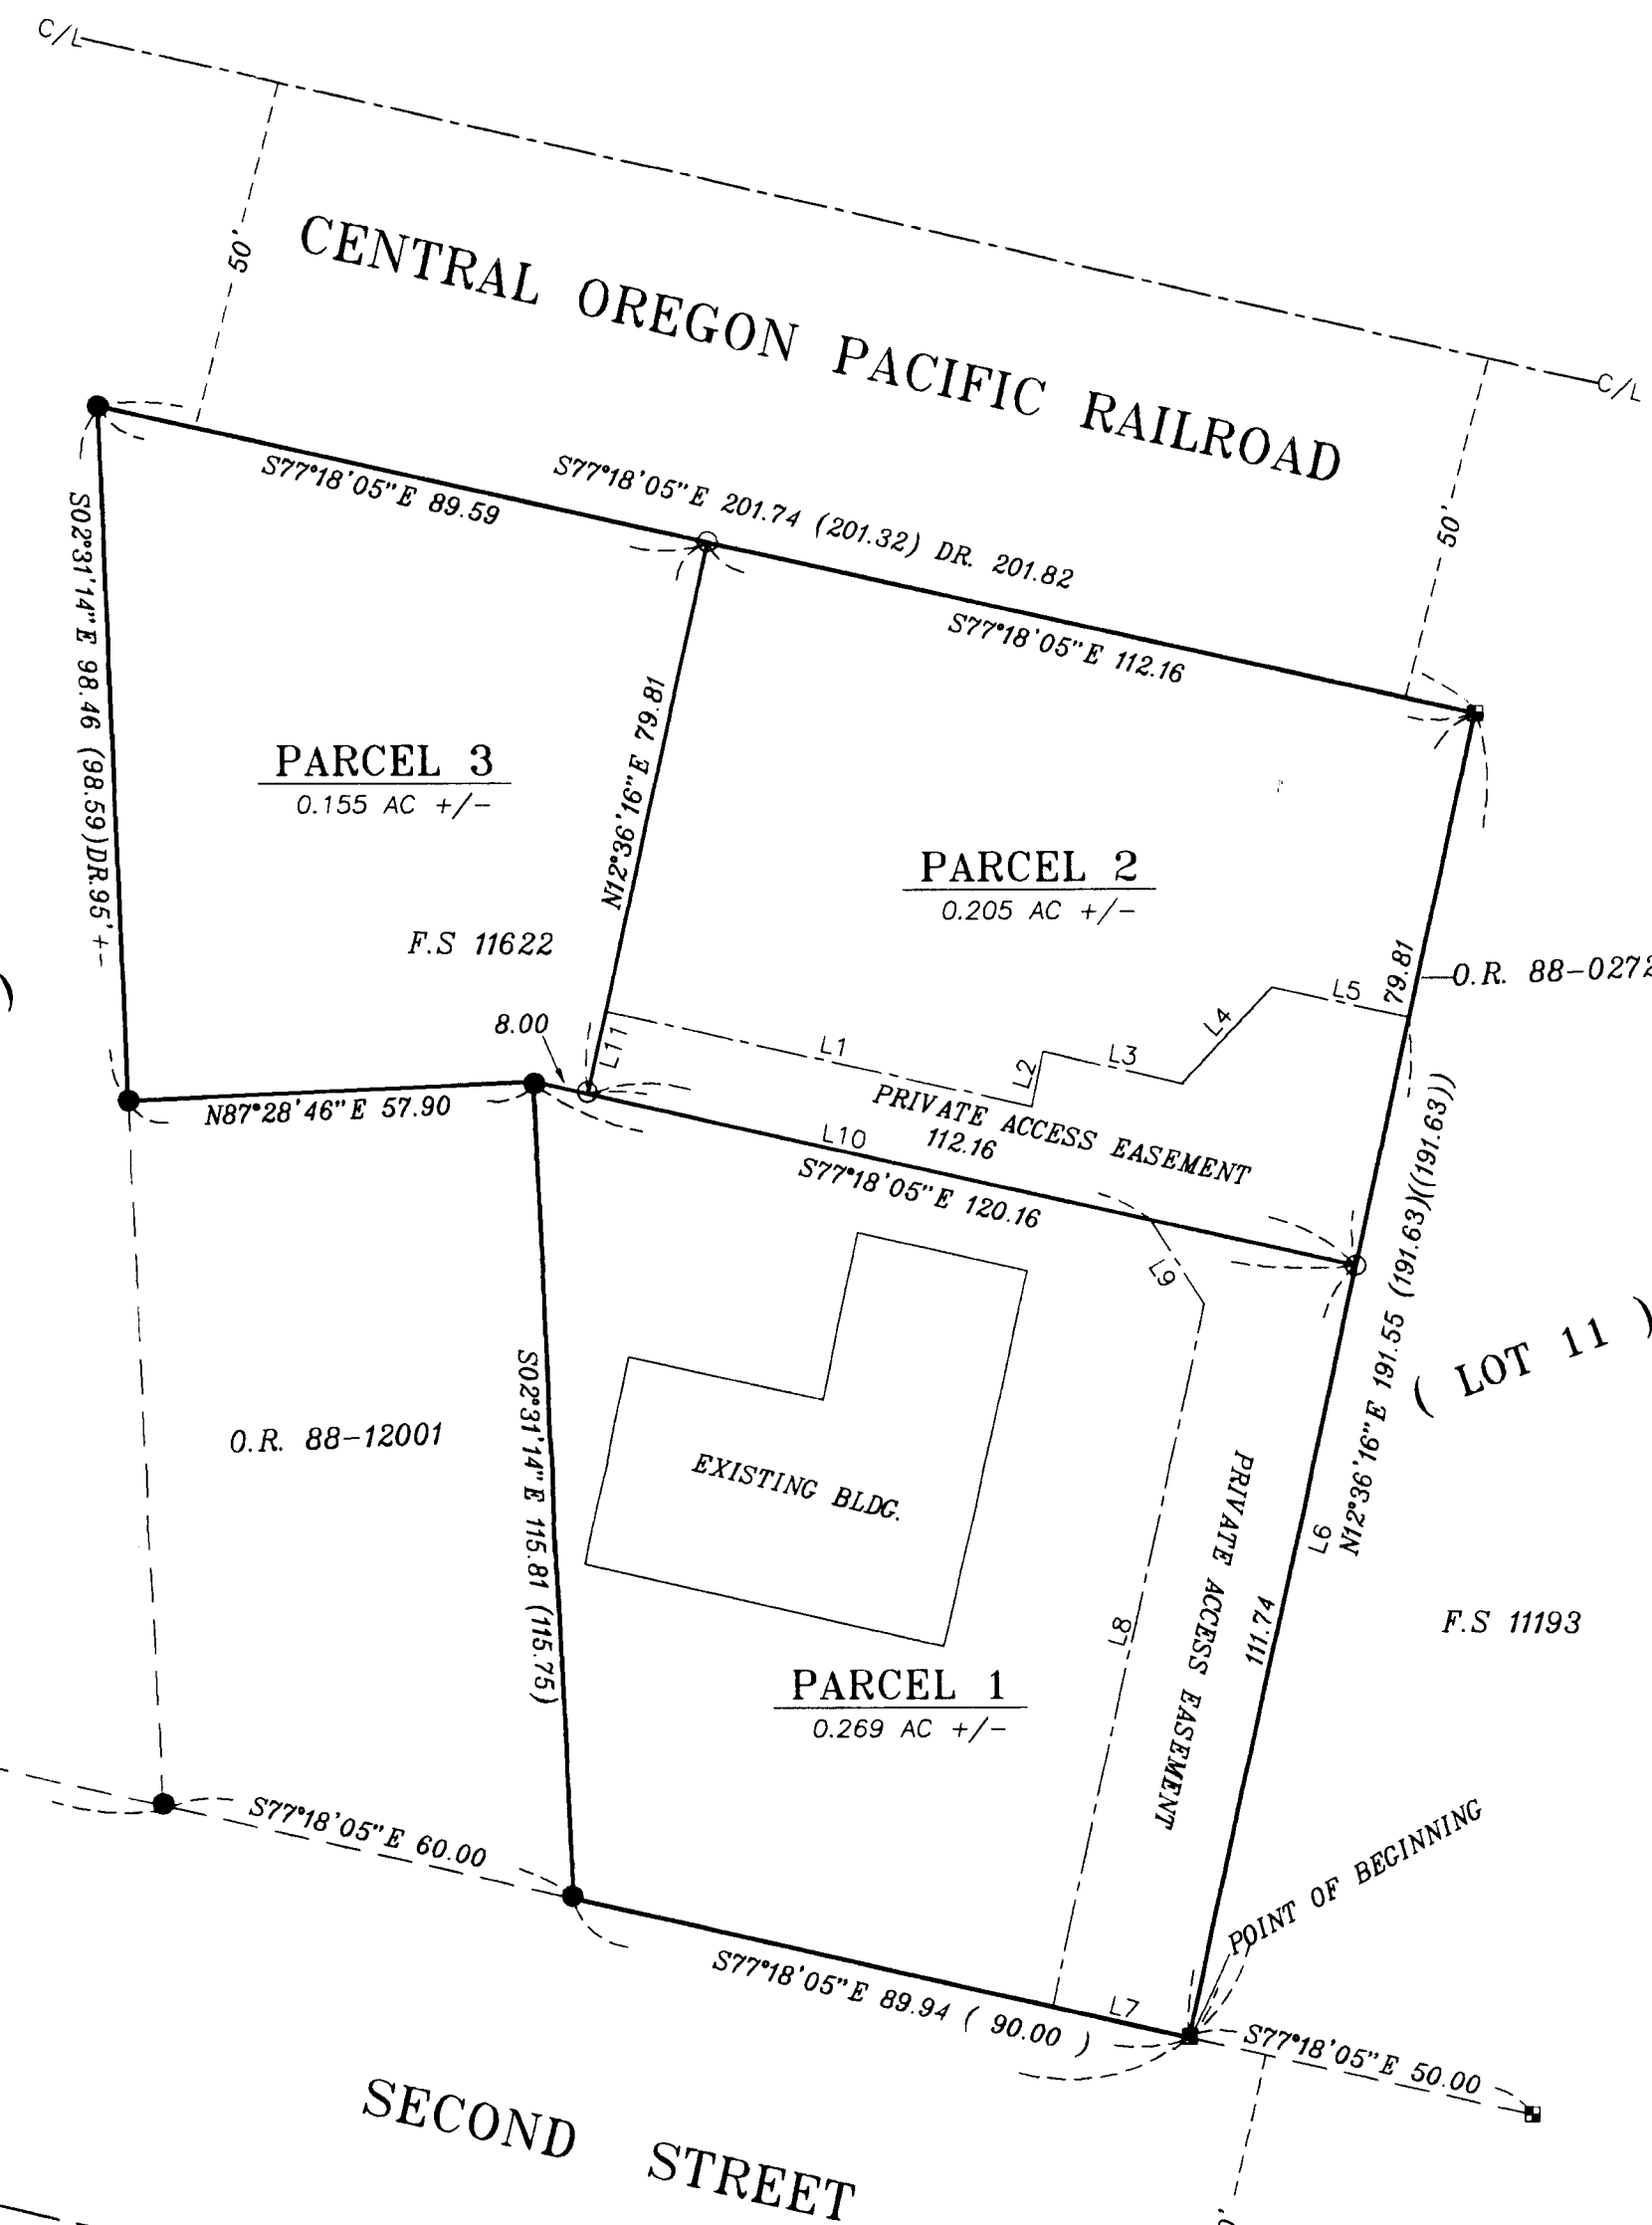 C/L
50'
CENTRAL OREGON PACIFIC RAILROAD
C/L
50'
S77°18'05"E 89.59
S77°18'05"E 201.74 (201.32) DR. 201.82
S77°18'05"E 112.16
S02°31'14"E 98.46 (98.59)DR.95'+-
N12°36'16"E 79.81
PARCEL 3
0.155 AC +/-
PARCEL 2
0.205 AC +/-
F.S 11622
79.81
O.R. 88-0272
)
8.00
L11
L1
L2
L3
L4
L5
PRIVATE ACCESS EASEMENT
N87°28'46"E 57.90
L10
112.16
S77°18'05"E 120.16
L9
N12°36'16"E 191.55 (191.63)((191.63))
( LOT 11 )
O.R. 88-12001
S02°31'14"E 115.81 (115.75)
EXISTING BLDG.
PRIVATE ACCESS EASEMENT
L6
L8
111.74
F.S 11193
PARCEL 1
0.269 AC +/-
S77°18'05"E 60.00
POINT OF BEGINNING
S77°18'05"E 89.94 ( 90.00 )
L7
S77°18'05"E 50.00
SECOND STREET